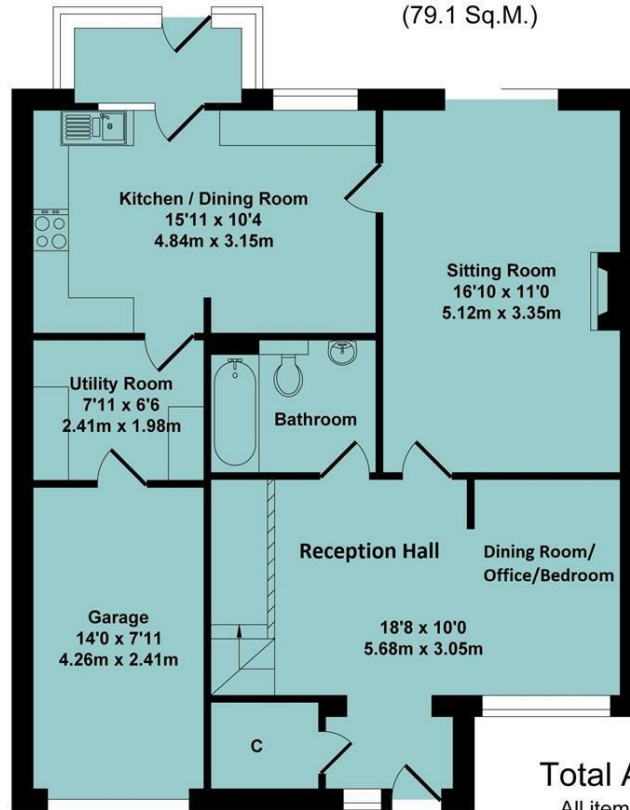 (79.1 Sq.M.)
Kitchen / Dining Room
15'11 x 10'4
4.84m x 3.15m
Sitting Room
16'10 x 11'0
5.12m x 3.35m
Utility Room
7'11 x 6'6
2.41m x 1.98m
Bathroom
Reception Hall
Dining Room/
Office/Bedroom
18'8 x 10'0
5.68m x 3.05m
Garage
14'0 x 7'11
4.26m x 2.41m
C
Total A
All item